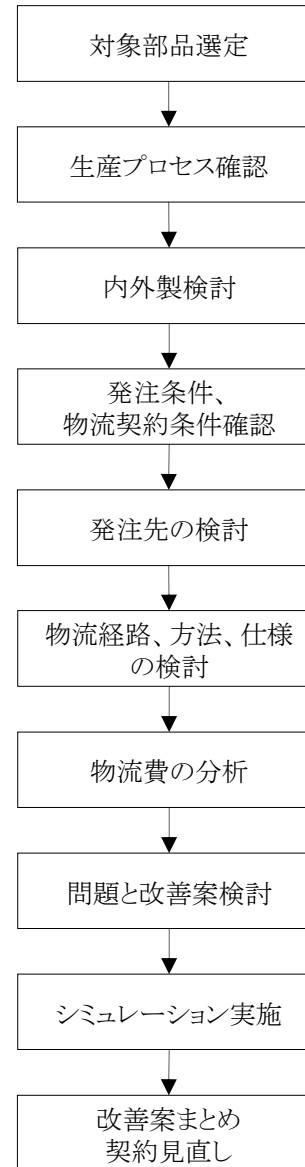 対象部品選定
生産プロセス確認
内外製検討
発注条件、
物流契約条件確認
発注先の検討
物流経路、方法、仕様
の検討
物流費の分析
問題と改善案検討
シミュレーション実施
改善案まとめ
契約見直し